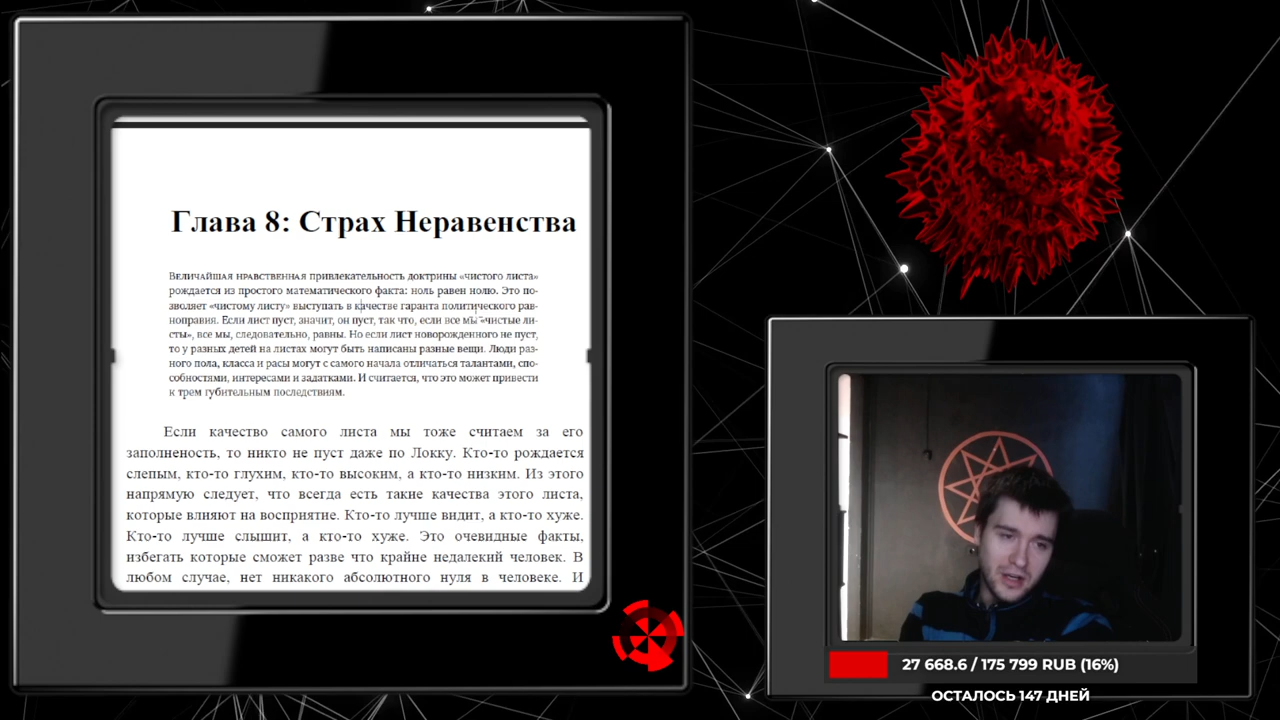 Глава 8: Страх Неравенства
Величайшая нравственная привлекательность доктрины «чистого листа»
рождается из простого математического факта: ноль равен нолю. Это по-
зволяет «чистому листу» выступать в качестве гаранта политического рав-
ноправия. Если лист пуст, значит, он пуст, так что, если все мы «чистые ли-
сты», все мы, следовательно, равны. Но если лист новорожденного не пуст,
то у разных детей на листах могут быть написаны разные вещи. Люди раз-
ного пола, класса и расы могут с самого начала отличаться талантами, спо-
собностями, интересами и задатками. И считается, что это может привести
к трем губительным последствиям.
Если качество самого листа мы тоже считаем за его
заполненость, то никто не пуст даже по Локку. Кто-то рождается
слепым, кто-то глухим, кто-то высоким, а кто-то низким. Из этого
напрямую следует, что всегда есть такие качества этого листа,
которые влияют на восприятие. Кто-то лучше видит, а кто-то хуже.
Кто-то лучше слышит, а кто-то хуже. Это очевидные факты,
избегать которые сможет разве что крайне недалекий человек. В
любом случае, нет никакого абсолютного нуля в человеке. И
27 668.6 / 175 799 RUB (16%)
ОСТАЛОСЬ 147 ДНЕЙ